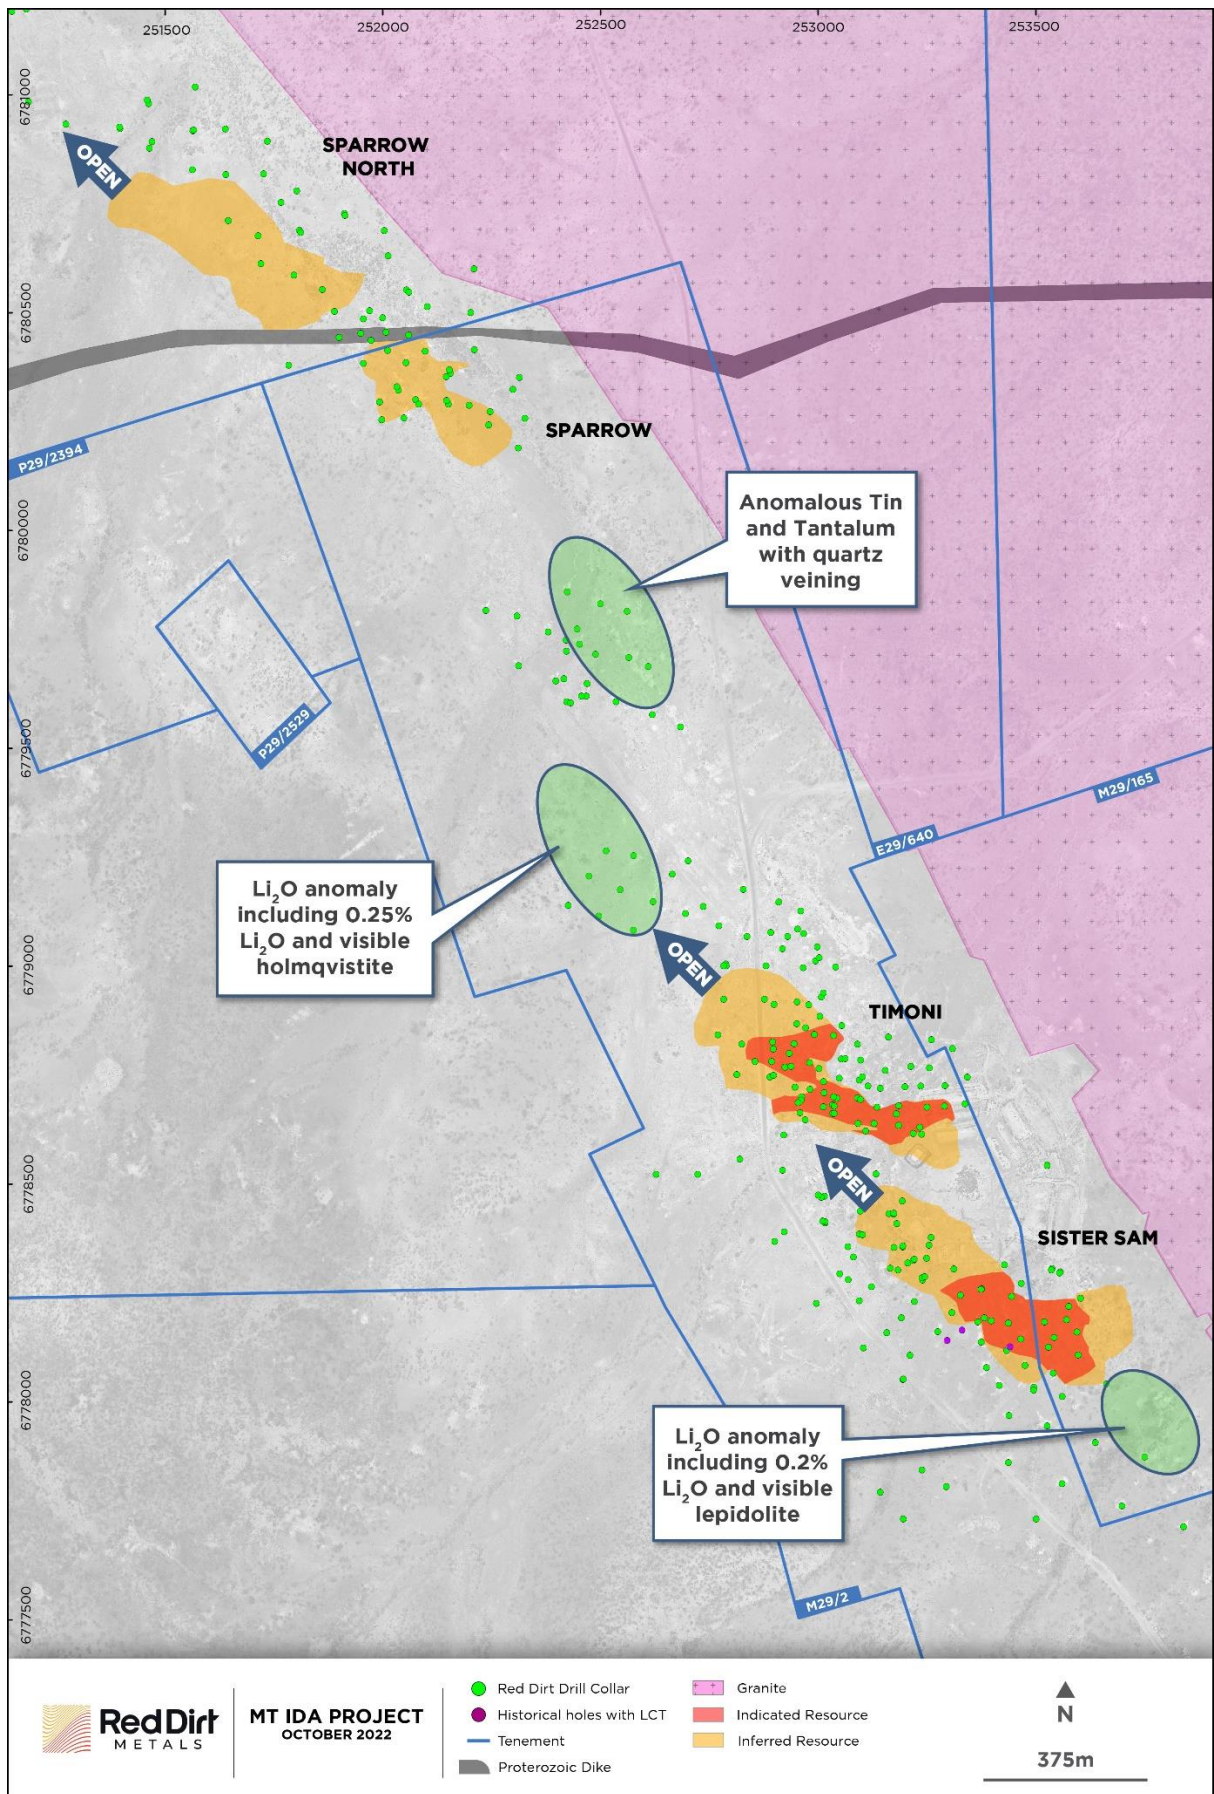 251500
252000
252500
253000
253500
6781000
SPARROW
NORTH
OPEN
6780500
SPARROW
P29/2394
Anomalous Tin
and Tantalum
with quartz
veining
6780000
P29/2529
6779500
M29/165
E29/640
Li₂O anomaly
including 0.25%
Li₂O and visible
holmqvistite
OPEN
6779000
TIMONI
OPEN
6778500
SISTER SAM
6778000
Li₂O anomaly
including 0.2%
Li₂O and visible
lepidolite
M29/2
6777500
Red Dirt
METALS
MT IDA PROJECT
OCTOBER 2022
Red Dirt Drill Collar
Historical holes with LCT
Tenement
Proterozoic Dike
Granite
Indicated Resource
Inferred Resource
N
375m